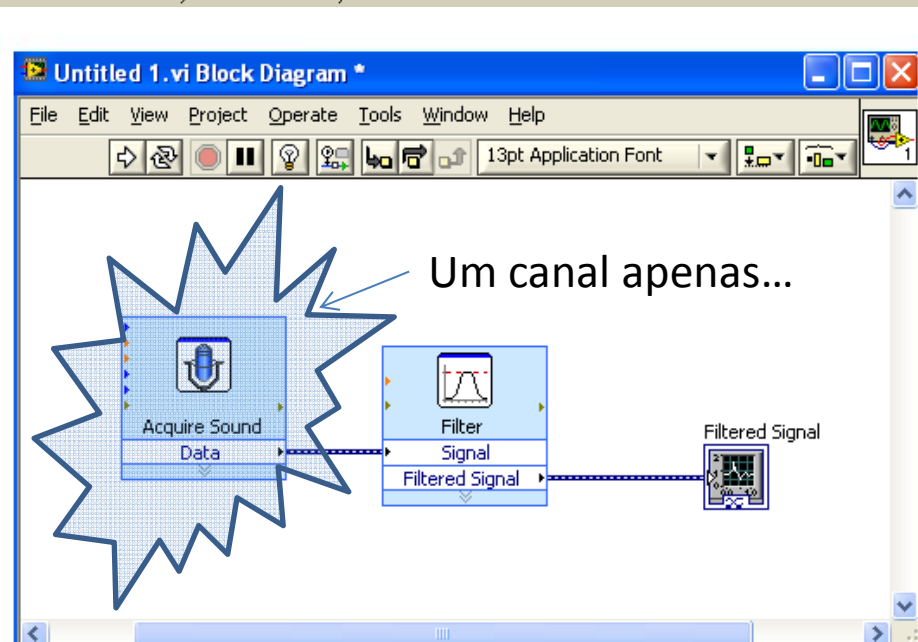 Untitled 1.vi Block Diagram *
File Edit View Project Operate Tools Window Help
13pt Application Font
1
Um canal apenas...
Acquire Sound
Data
Filter
Signal
Filtered Signal
Filtered Signal